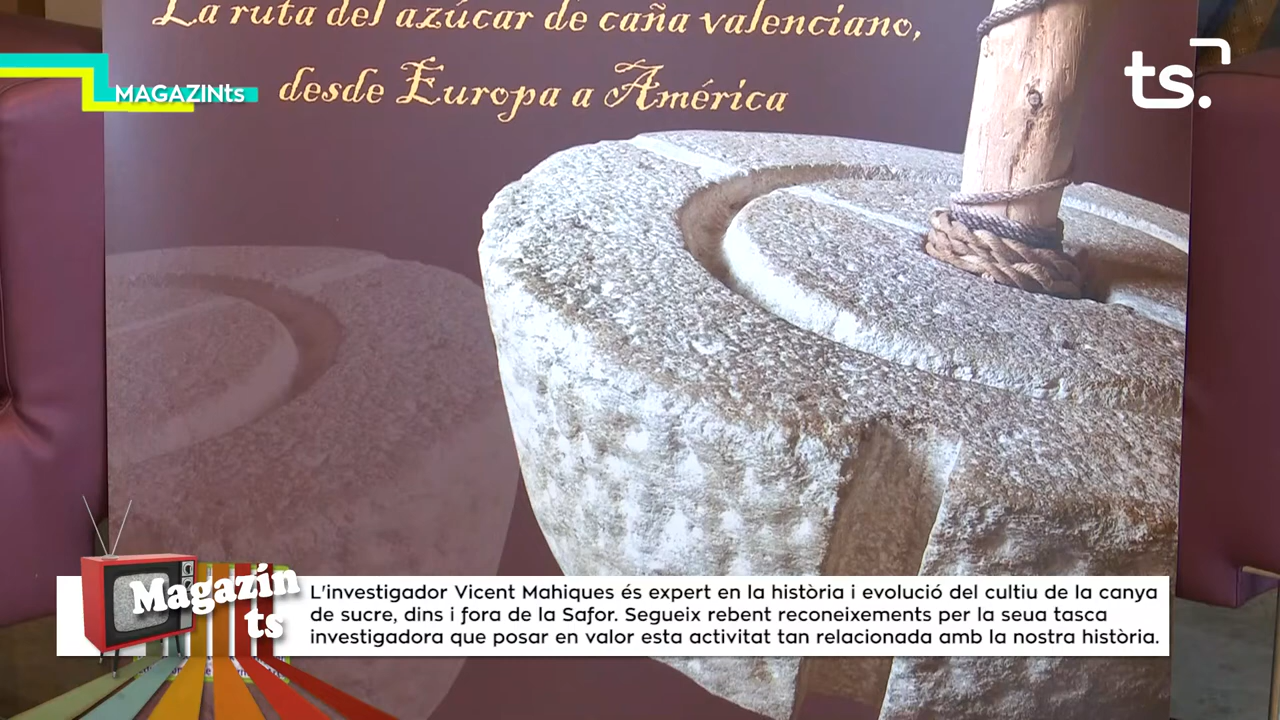 La ruta del azúcar de caña valenciano,
desde Europa a América
MAGAZINts
ts.
Magazín
ts
L'investigador Vicent Mahiques és expert en la història i evolució del cultiu de la canya
de sucre, dins i fora de la Safor. Segueix rebent reconeixements per la seua tasca
investigadora que posar en valor esta activitat tan relacionada amb la nostra història.